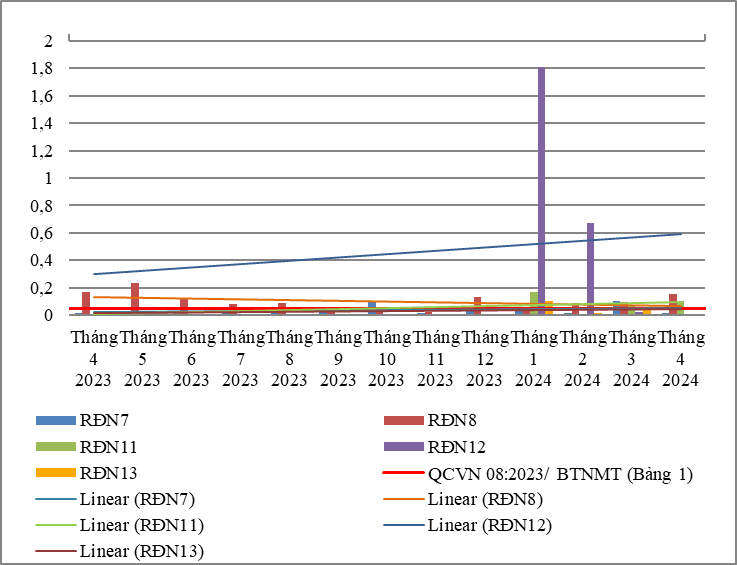 2
1,8
1,6
1,4
1,2
1
0,8
0,6
0,4
0,2
0
Tháng Tháng Tháng Tháng Tháng Tháng Tháng Tháng Tháng Tháng Tháng Tháng Tháng
4 5 6 7 8 9 10 11 12 1 2 3 4
2023 2023 2023 2023 2023 2023 2023 2023 2023 2024 2024 2024 2024
RĐN7 RĐN8
RĐN11 RĐN12
RĐN13 QCVN 08:2023/ BTNMT (Bảng 1)
Linear (RĐN7) Linear (RĐN8)
Linear (RĐN11) Linear (RĐN12)
Linear (RĐN13)